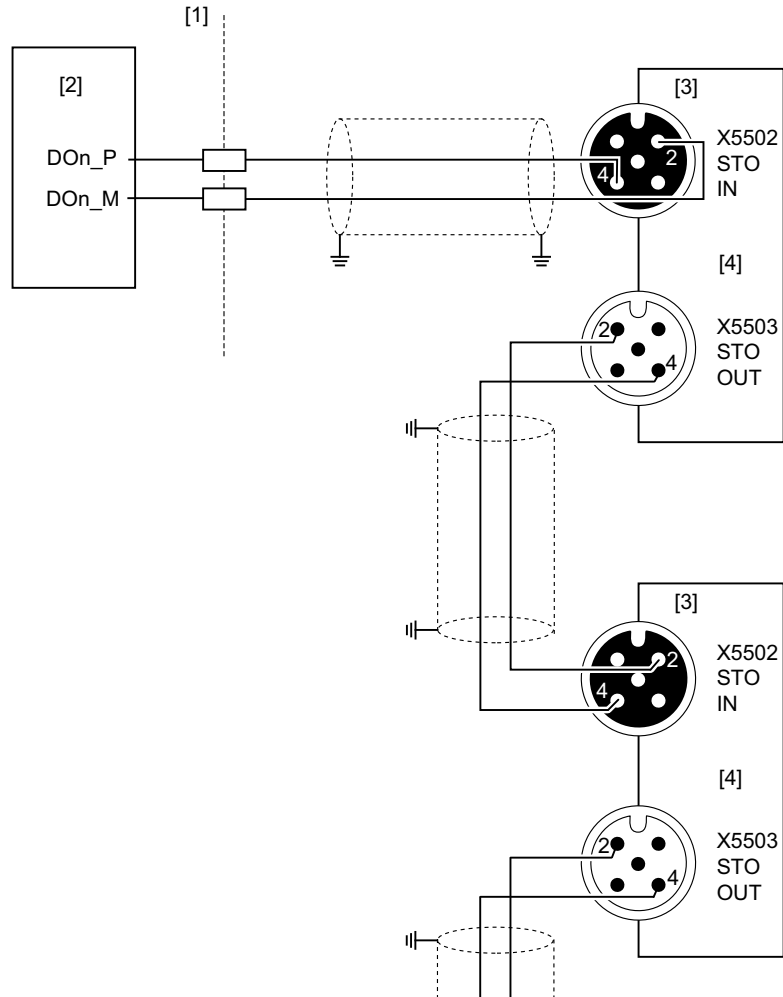 [1]
[2]
DOn_P
DOn_M
[3]
X5502
STO
IN
2
4
[4]
X5503
STO
OUT
2
4
[3]
X5502
STO
IN
2
4
[4]
X5503
STO
OUT
2
4